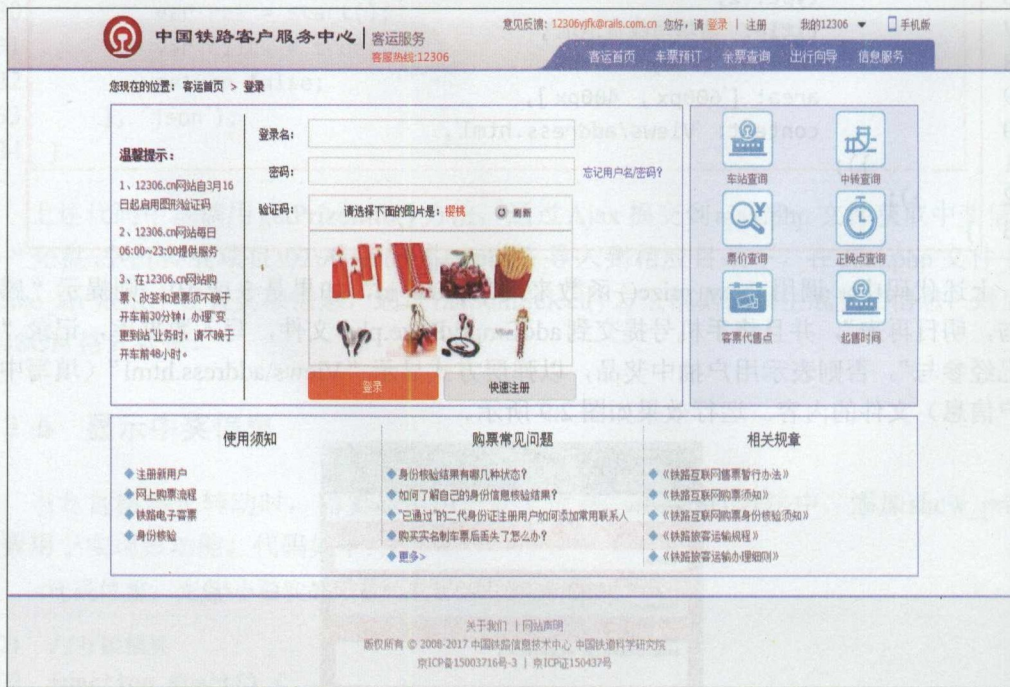 意见反馈：12306yjfk@rails.com.cn 您好，请 登录 | 注册 我的12306 手机版
中国铁路客户服务中心 客运服务
客服热线:12306
客运首页 车票预订 余票查询 出行向导 信息服务
您现在的位置：客运首页 > 登录
温馨提示：
1、12306.cn网站自3月16
日起启用图形验证码
2、12306.cn网站每日
06:00~23:00提供服务
3、在12306.cn网站购
票、改签和退票须不晚于
开车前30分钟；办理“变
更到站”业务时，请不晚于
开车前48小时。
登录名：
密码： 忘记用户名/密码?
验证码： 请选择下面的图片是：樱桃 刷新
登录 快速注册
车站查询 中转查询
票价查询 正晚点查询
客票代售点 起售时间
使用须知
注册新用户
网上购票流程
铁路电子客票
身份核验
购票常见问题
身份核验结果有哪几种状态?
如何了解自己的身份信息核验结果?
“已通过”的二代身份证注册用户如何添加常用联系人
购买实名制车票后丢失了怎么办?
更多>
相关规章
《铁路互联网售票暂行办法》
《铁路互联网购票须知》
《铁路互联网购票身份核验须知》
《铁路旅客运输规程》
《铁路旅客运输办理细则》
关于我们 | 网站声明
版权所有 © 2008-2017 中国铁路信息技术中心 中国铁道科学研究院
京ICP备15003716号-3 | 京ICP证150437号